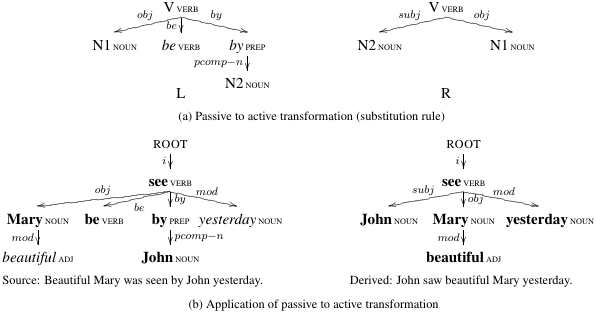 V VERB V VERB
obj be by subj obj
N1 NOUN be VERB by PREP N2 NOUN N1 NOUN
pcomp−n
N2 NOUN
L R
(a) Passive to active transformation (substitution rule)
ROOT ROOT
i i
see VERB see VERB
obj be by mod subj obj mod
Mary NOUN be VERB by PREP yesterday NOUN John NOUN Mary NOUN yesterday NOUN
mod pcomp−n mod
beautiful ADJ John NOUN beautiful ADJ
Source: Beautiful Mary was seen by John yesterday. Derived: John saw beautiful Mary yesterday.
(b) Application of passive to active transformation